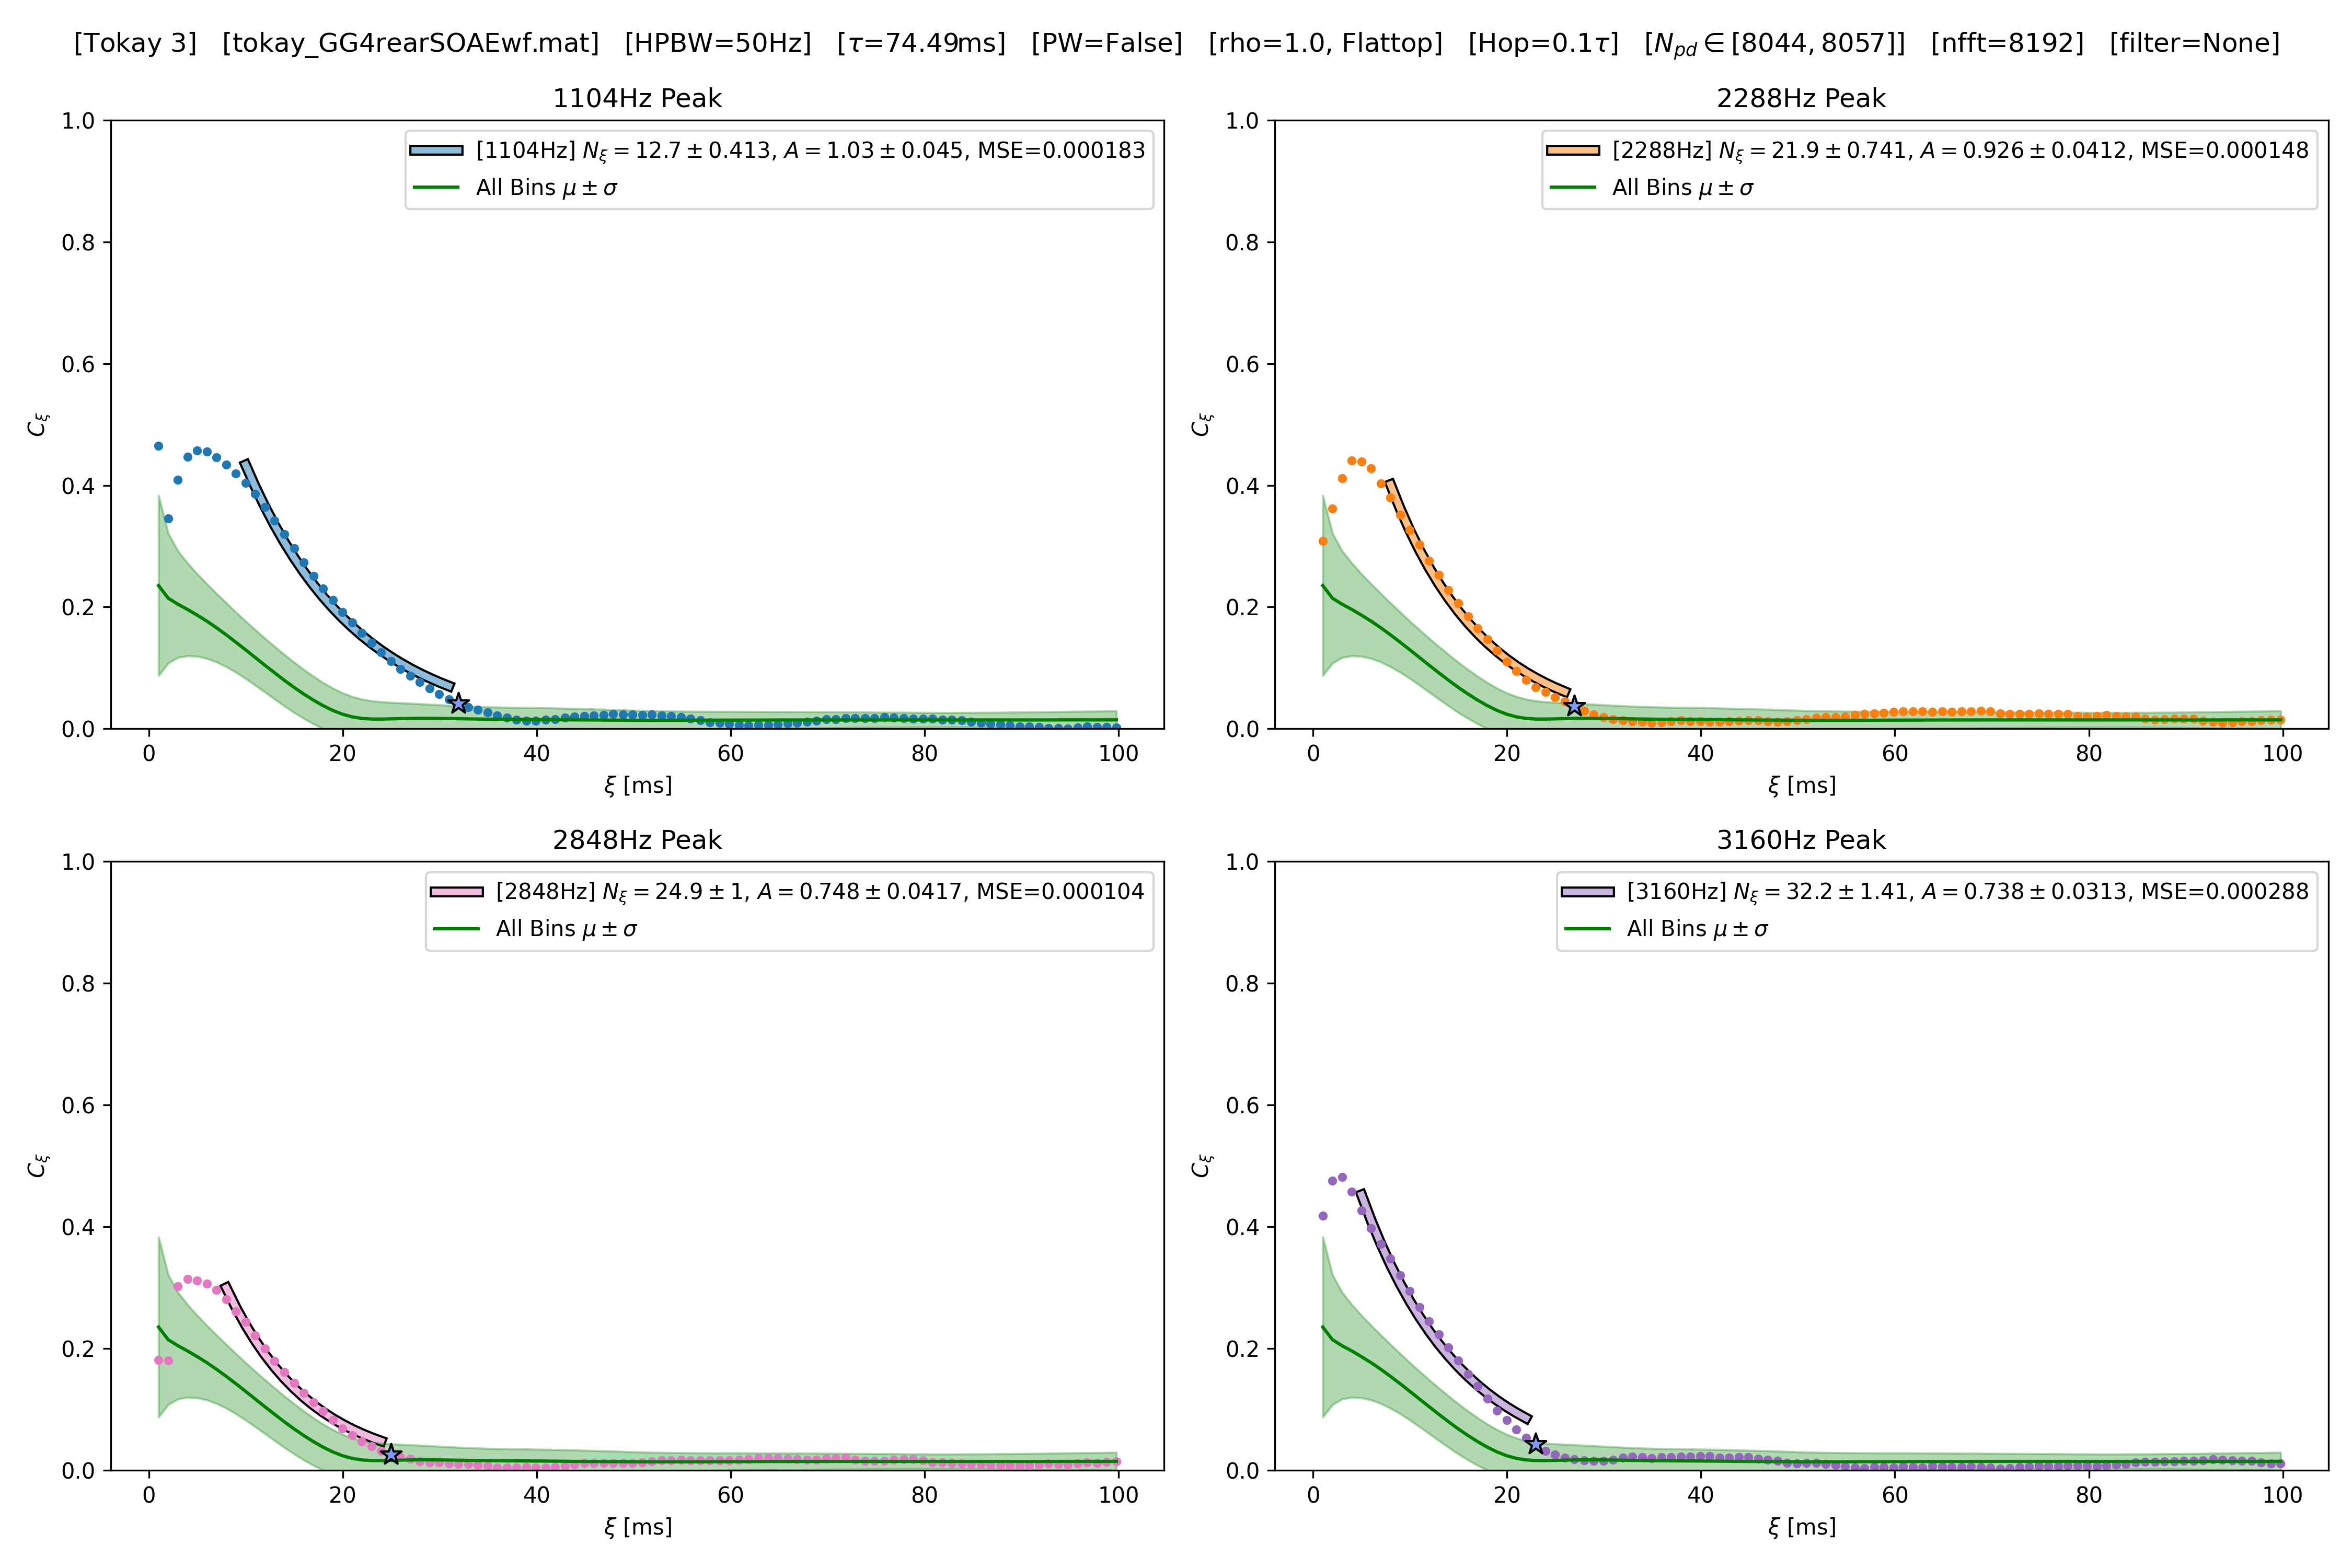 [Tokay 3] [tokay_GG4rearSOAEwf.mat] [HPBW=50Hz] [τ=74.49ms] [PW=False] [rho=1.0, Flattop] [Hop=0.1τ] [N_pd ∈ [8044, 8057]] [nfft=8192] [filter=None]
1104Hz Peak
[1104Hz] N_ξ = 12.7 ± 0.413, A = 1.03 ± 0.045, MSE=0.000183
All Bins μ ± σ
1.0
0.8
0.6
0.4
0.2
0.0
C_ξ
0 20 40 60 80 100
ξ [ms]
2288Hz Peak
[2288Hz] N_ξ = 21.9 ± 0.741, A = 0.926 ± 0.0412, MSE=0.000148
All Bins μ ± σ
1.0
0.8
0.6
0.4
0.2
0.0
C_ξ
0 20 40 60 80 100
ξ [ms]
2848Hz Peak
[2848Hz] N_ξ = 24.9 ± 1, A = 0.748 ± 0.0417, MSE=0.000104
All Bins μ ± σ
1.0
0.8
0.6
0.4
0.2
0.0
C_ξ
0 20 40 60 80 100
ξ [ms]
3160Hz Peak
[3160Hz] N_ξ = 32.2 ± 1.41, A = 0.738 ± 0.0313, MSE=0.000288
All Bins μ ± σ
1.0
0.8
0.6
0.4
0.2
0.0
C_ξ
0 20 40 60 80 100
ξ [ms]